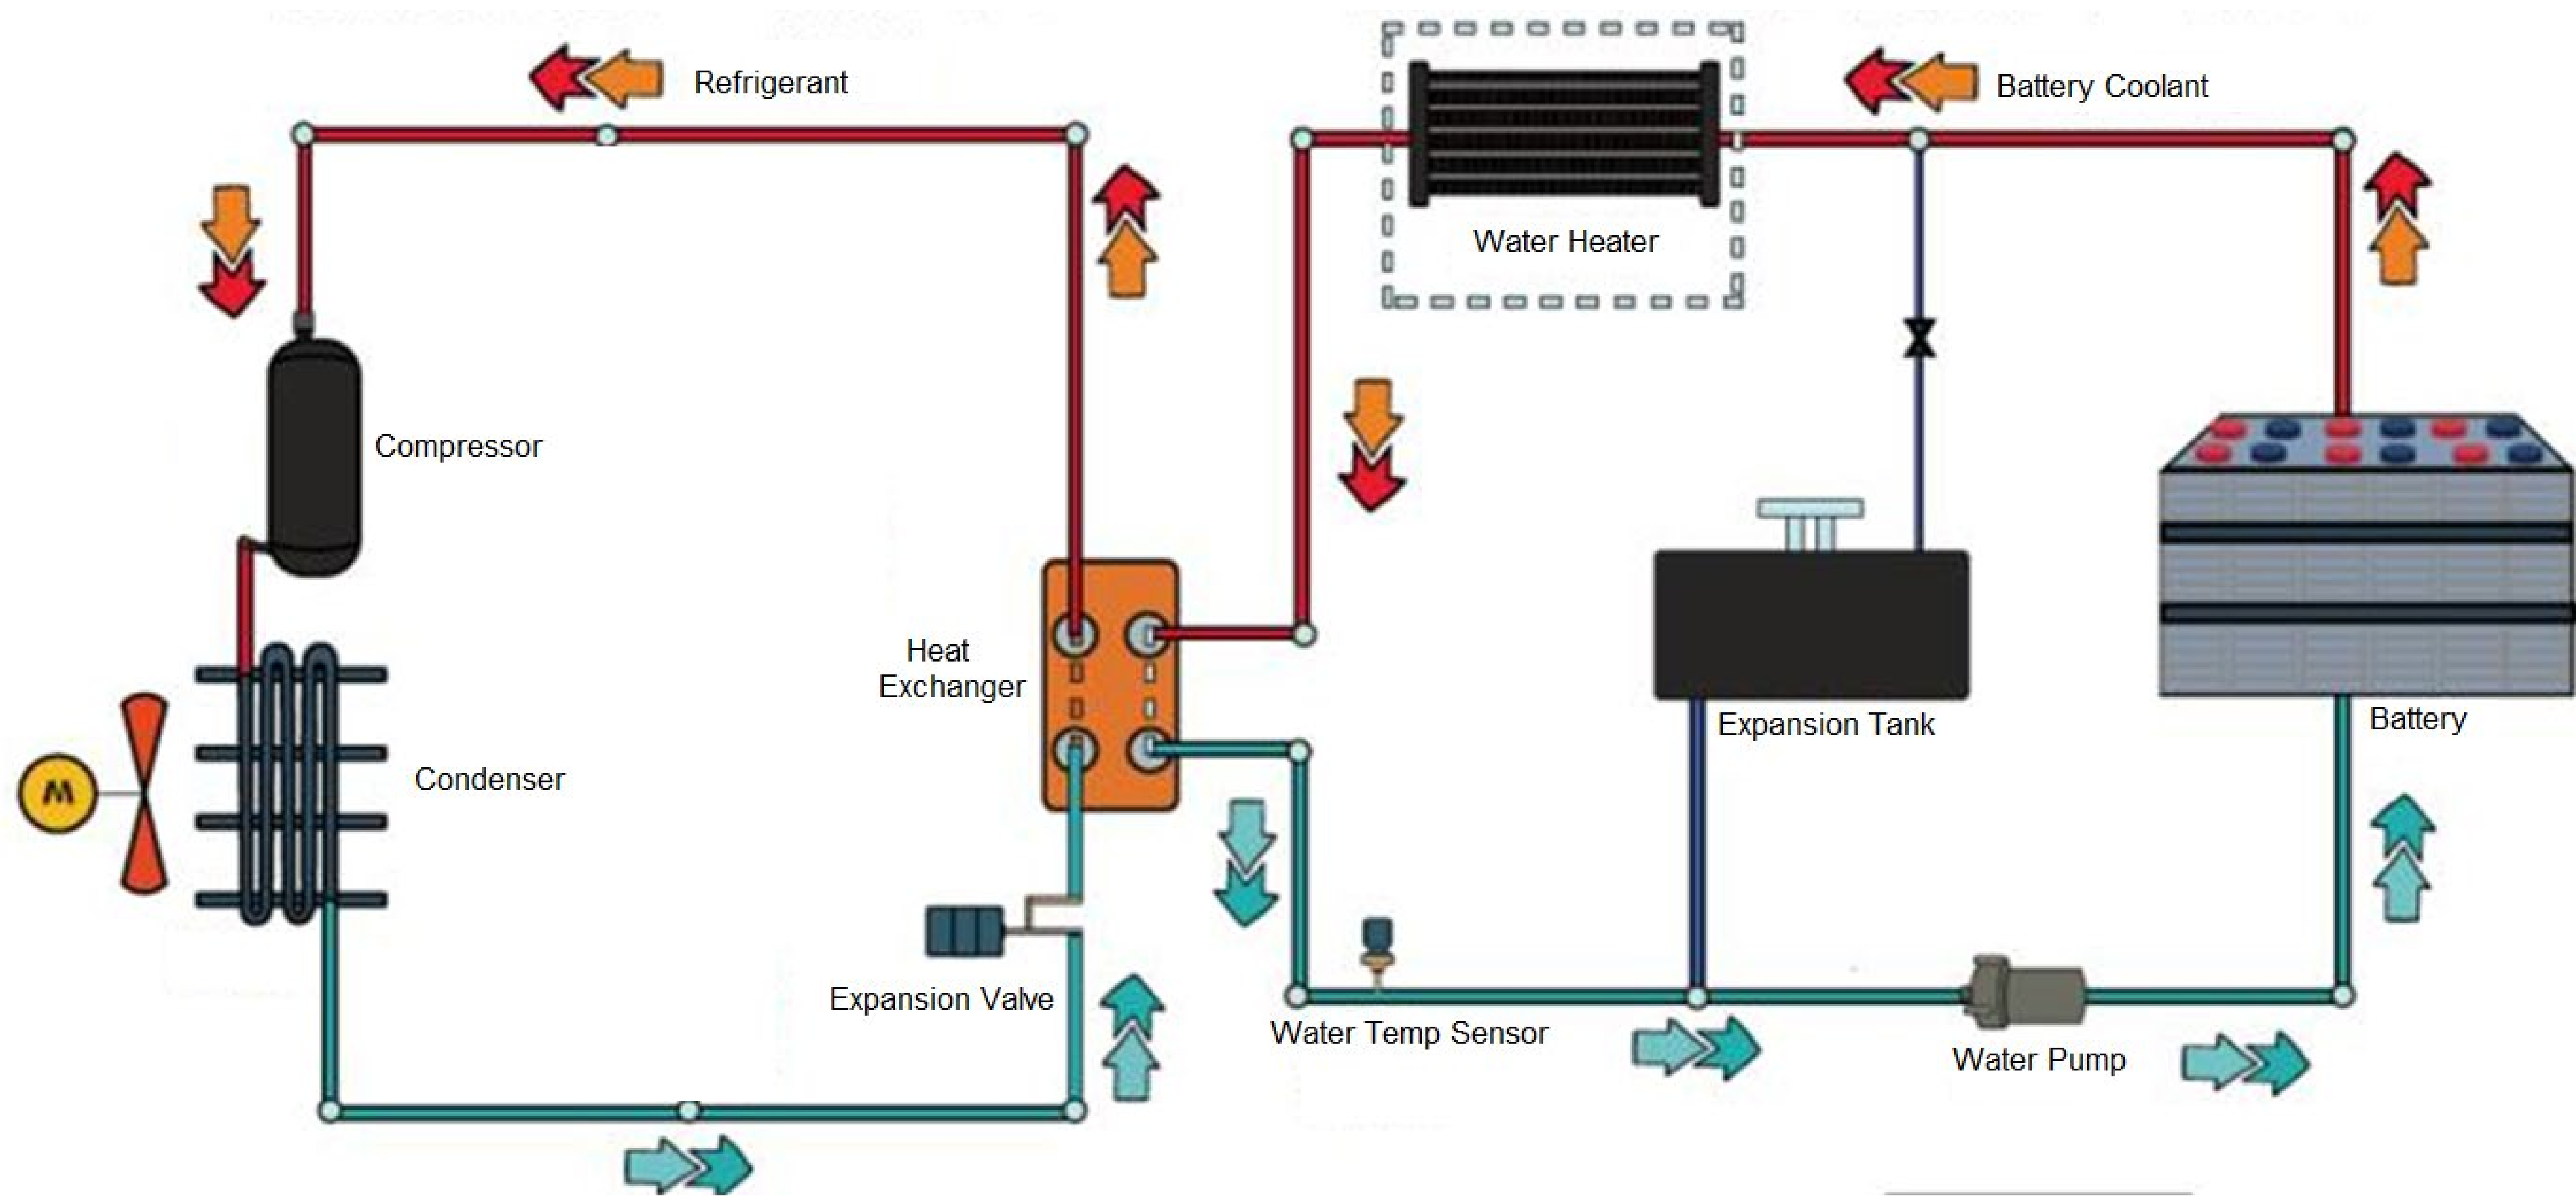 Refrigerant
Battery Coolant
Water Heater
Compressor
Heat
Exchanger
Expansion Tank
Battery
Condenser
M
Expansion Valve
Water Temp Sensor
Water Pump